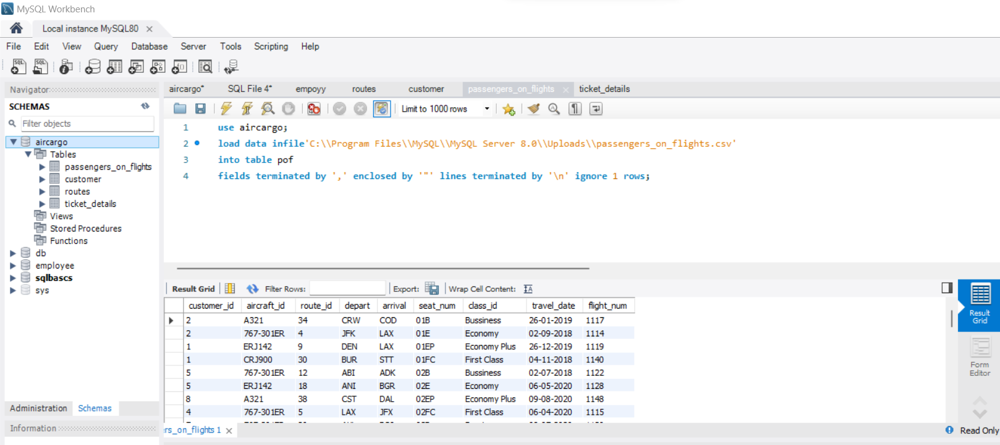 MySQL Workbench
Local instance MySQL80
File Edit View Query Database Server Tools Scripting Help
Navigator
SCHEMAS
Filter objects
aircargo
Tables
passengers_on_flights
customer
routes
ticket_details
Views
Stored Procedures
Functions
db
employee
sqlbascs
sys
Administration Schemas
Information
aircargo* SQL File 4* empoyy routes customer passengers_on_flights ticket_details
Limit to 1000 rows
1 use aircargo;
2 load data infile'C:\\Program Files\\MySQL\\MySQL Server 8.0\\Uploads\\passengers_on_flights.csv'
3 into table pof
4 fields terminated by ',' enclosed by '"' lines terminated by '\n' ignore 1 rows;
Result Grid Filter Rows: Export: Wrap Cell Content:
customer_id aircraft_id route_id depart arrival seat_num class_id travel_date flight_num
2 A321 34 CRW COD 01B Bussiness 26-01-2019 1117
2 767-301ER 4 JFK LAX 01E Economy 02-09-2018 1114
1 ERJ142 9 DEN LAX 01EP Economy Plus 26-12-2019 1119
1 CRJ900 30 BUR STT 01FC First Class 04-11-2018 1140
5 767-301ER 12 ABI ADK 02B Bussiness 02-07-2018 1122
5 ERJ142 18 ANI BGR 02E Economy 06-05-2020 1128
8 A321 38 CST DAL 02EP Economy Plus 09-08-2020 1148
4 767-301ER 5 LAX JFX 02FC First Class 06-04-2020 1115
rs_on_flights 1
Result
Grid
Form
Editor
Read Only